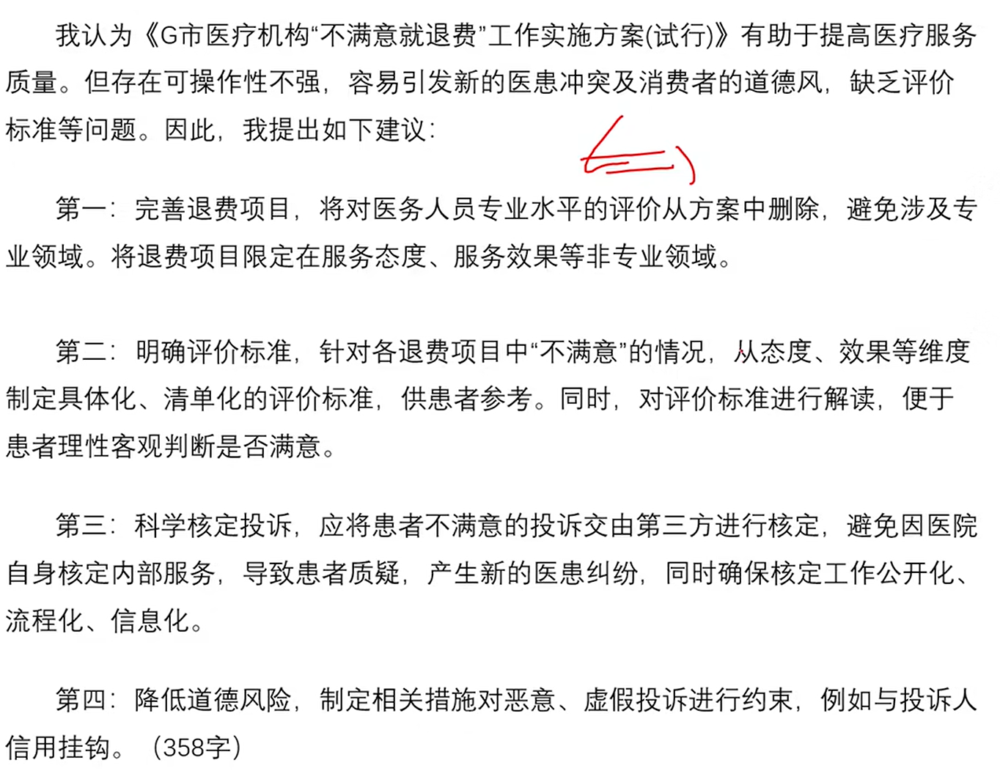 我认为《G市医疗机构“不满意就退费”工作实施方案(试行)》有助于提高医疗服务
质量。但存在可操作性不强，容易引发新的医患冲突及消费者的道德风，缺乏评价
标准等问题。因此，我提出如下建议：
第一：完善退费项目，将对医务人员专业水平的评价从方案中删除，避免涉及专
业领域。将退费项目限定在服务态度、服务效果等非专业领域。
第二：明确评价标准，针对各退费项目中“不满意”的情况，从态度、效果等维度
制定具体化、清单化的评价标准，供患者参考。同时，对评价标准进行解读，便于
患者理性客观判断是否满意。
第三：科学核定投诉，应将患者不满意的投诉交由第三方进行核定，避免因医院
自身核定内部服务，导致患者质疑，产生新的医患纠纷，同时确保核定工作公开化、
流程化、信息化。
第四：降低道德风险，制定相关措施对恶意、虚假投诉进行约束，例如与投诉人
信用挂钩。（358字）